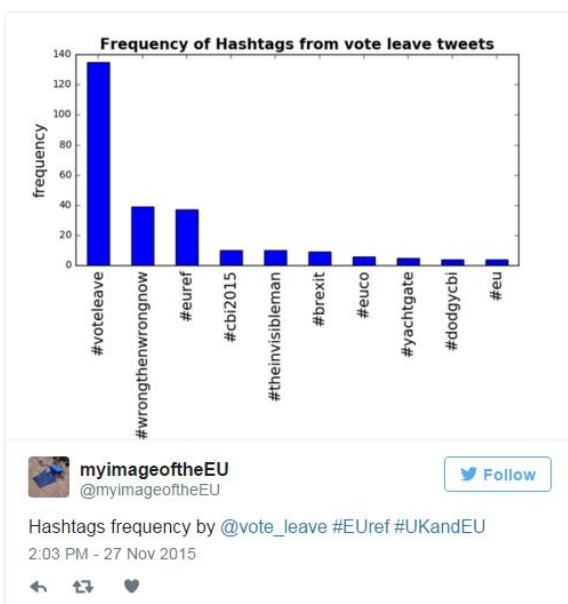 Frequency of Hashtags from vote leave tweets
140
120
100
80
60
40
20
0
frequency
#voteleave
#wrongthenwrongnow
#euref
#cbi2015
#theinvisibleman
#brexit
#euco
#yachtgate
#dodgycbi
#eu
myimageoftheEU
@myimageoftheEU
Follow
Hashtags frequency by @vote_leave #EUref #UKandEU
2:03 PM - 27 Nov 2015